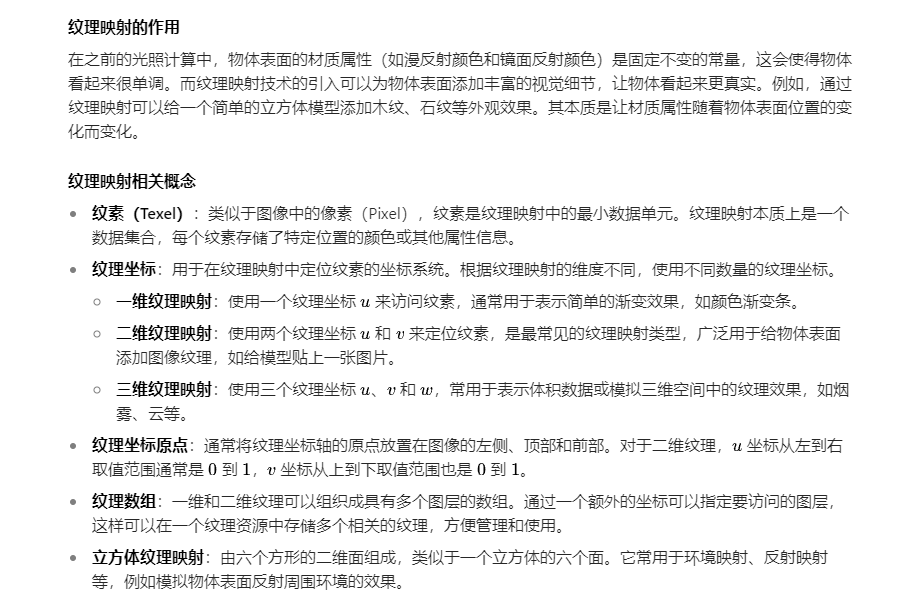 纹理映射的作用
在之前的光照计算中，物体表面的材质属性（如漫反射颜色和镜面反射颜色）是固定不变的常量，这会使得物体
看起来很单调。而纹理映射技术的引入可以为物体表面添加丰富的视觉细节，让物体看起来更真实。例如，通过
纹理映射可以给一个简单的立方体模型添加木纹、石纹等外观效果。其本质是让材质属性随着物体表面位置的变
化而变化。
纹理映射相关概念
• 纹素（Texel）：类似于图像中的像素（Pixel），纹素是纹理映射中的最小数据单元。纹理映射本质上是一个
数据集合，每个纹素存储了特定位置的颜色或其他属性信息。
• 纹理坐标：用于在纹理映射中定位纹素的坐标系统。根据纹理映射的维度不同，使用不同数量的纹理坐标。
◦ 一维纹理映射：使用一个纹理坐标 u 来访问纹素，通常用于表示简单的渐变效果，如颜色渐变条。
◦ 二维纹理映射：使用两个纹理坐标 u 和 v 来定位纹素，是最常见的纹理映射类型，广泛用于给物体表面
添加图像纹理，如给模型贴上一张图片。
◦ 三维纹理映射：使用三个纹理坐标 u、v 和 w，常用于表示体积数据或模拟三维空间中的纹理效果，如烟
雾、云等。
• 纹理坐标原点：通常将纹理坐标轴的原点放置在图像的左侧、顶部和前部。对于二维纹理，u 坐标从左到右
取值范围通常是 0 到 1，v 坐标从上到下取值范围也是 0 到 1。
• 纹理数组：一维和二维纹理可以组织成具有多个图层的数组。通过一个额外的坐标可以指定要访问的图层，
这样可以在一个纹理资源中存储多个相关的纹理，方便管理和使用。
• 立方体纹理映射：由六个方形的二维面组成，类似于一个立方体的六个面。它常用于环境映射、反射映射
等，例如模拟物体表面反射周围环境的效果。